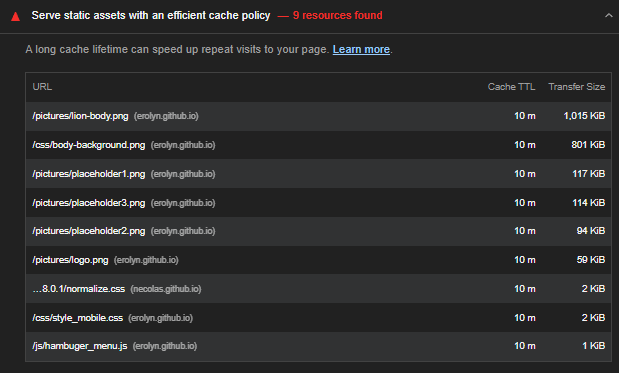 Serve static assets with an efficient cache policy — 9 resources found
A long cache lifetime can speed up repeat visits to your page. Learn more.
URL Cache TTL Transfer Size
/pictures/lion-body.png (erolyn.github.io) 10 m 1,015 KiB
/css/body-background.png (erolyn.github.io) 10 m 801 KiB
/pictures/placeholder1.png (erolyn.github.io) 10 m 117 KiB
/pictures/placeholder3.png (erolyn.github.io) 10 m 114 KiB
/pictures/placeholder2.png (erolyn.github.io) 10 m 94 KiB
/pictures/logo.png (erolyn.github.io) 10 m 59 KiB
…8.0.1/normalize.css (necolas.github.io) 10 m 2 KiB
/css/style_mobile.css (erolyn.github.io) 10 m 2 KiB
/js/hambuger_menu.js (erolyn.github.io) 10 m 1 KiB